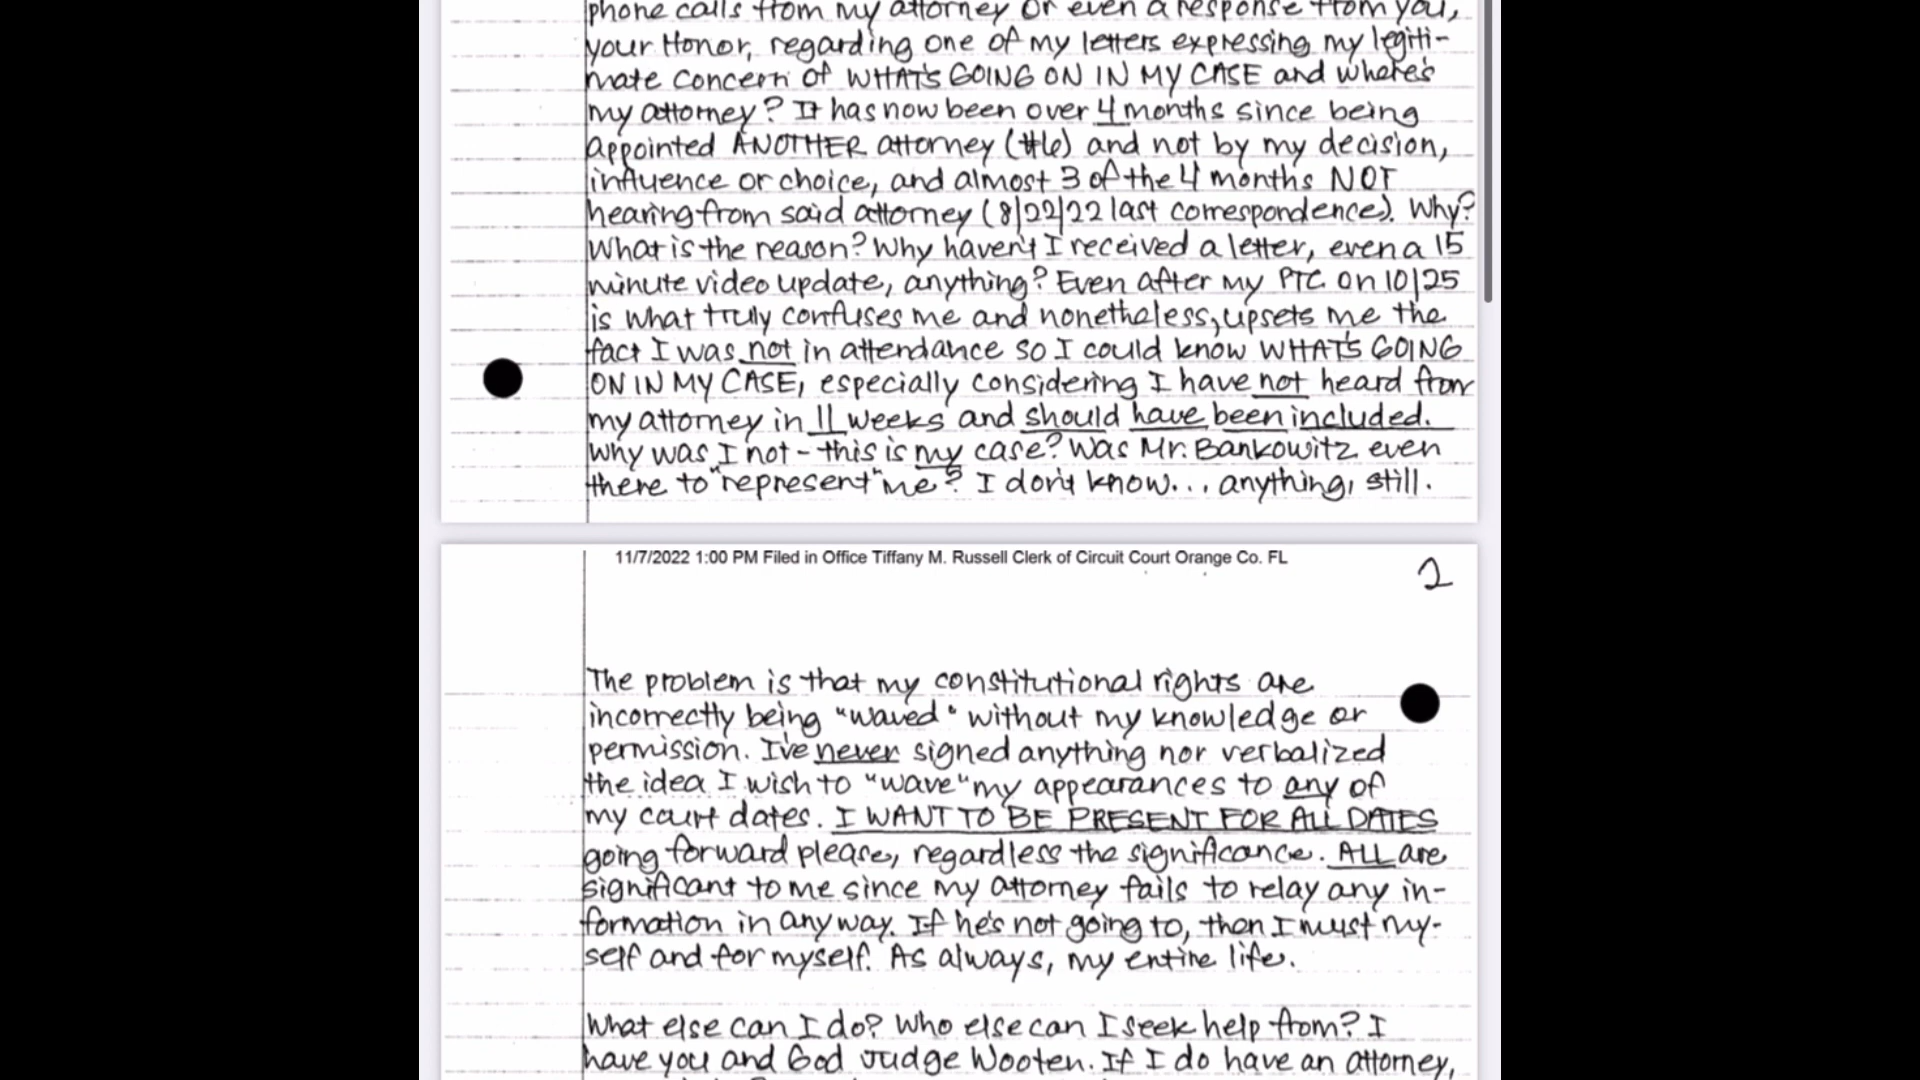 phone calls from my attorney or even a response from you,
your Honor, regarding one of my letters expressing my legiti-
mate concern of WHAT'S GOING ON IN MY CASE and where's
my attorney? It has now been over 4 months since being
appointed ANOTHER attorney (#6) and not by my decision,
influence or choice, and almost 3 of the 4 months NOT
hearing from said attorney (8/22/22 last correspondence). Why?
What is the reason? Why haven't I received a letter, even a 15
minute video update, anything? Even after my PTC on 10/25
is what truly confuses me and nonetheless, upsets me the
fact I was not in attendance so I could know WHAT'S GOING
ON IN MY CASE, especially considering I have not heard from
my attorney in 11 weeks and should have been included.
Why was I not - this is my case? Was Mr. Bankowitz even
there to "represent" me? I don't know... anything, still.
11/7/2022 1:00 PM Filed in Office Tiffany M. Russell Clerk of Circuit Court Orange Co. FL
2
The problem is that my constitutional rights are
incorrectly being "waved" without my knowledge or
permission. I've never signed anything nor verbalized
the idea I wish to "wave" my appearances to any of
my court dates. I WANT TO BE PRESENT FOR ALL DATES
going forward please, regardless the significance. ALL are
significant to me since my attorney fails to relay any in-
formation in any way. If he's not going to, then I must my-
self and for myself. As always, my entire life.
What else can I do? Who else can I seek help from? I
have you and God Judge Wooten. If I do have an attorney,